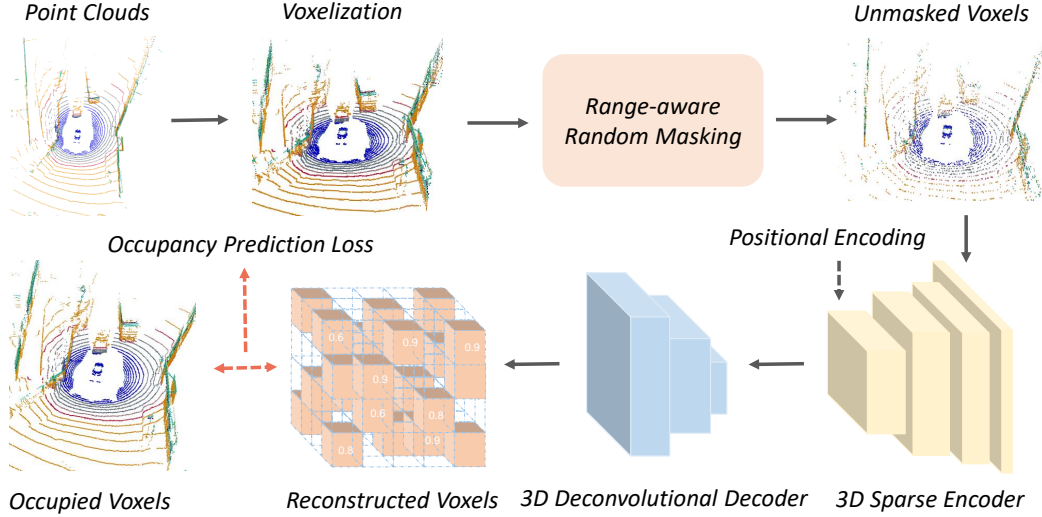 Point Clouds
Voxelization
Unmasked Voxels
Range-aware
Random Masking
Occupancy Prediction Loss
Positional Encoding
0.6
0.9
0.9
0.9
0.6
0.8
0.9
0.8
Occupied Voxels
Reconstructed Voxels
3D Deconvolutional Decoder
3D Sparse Encoder